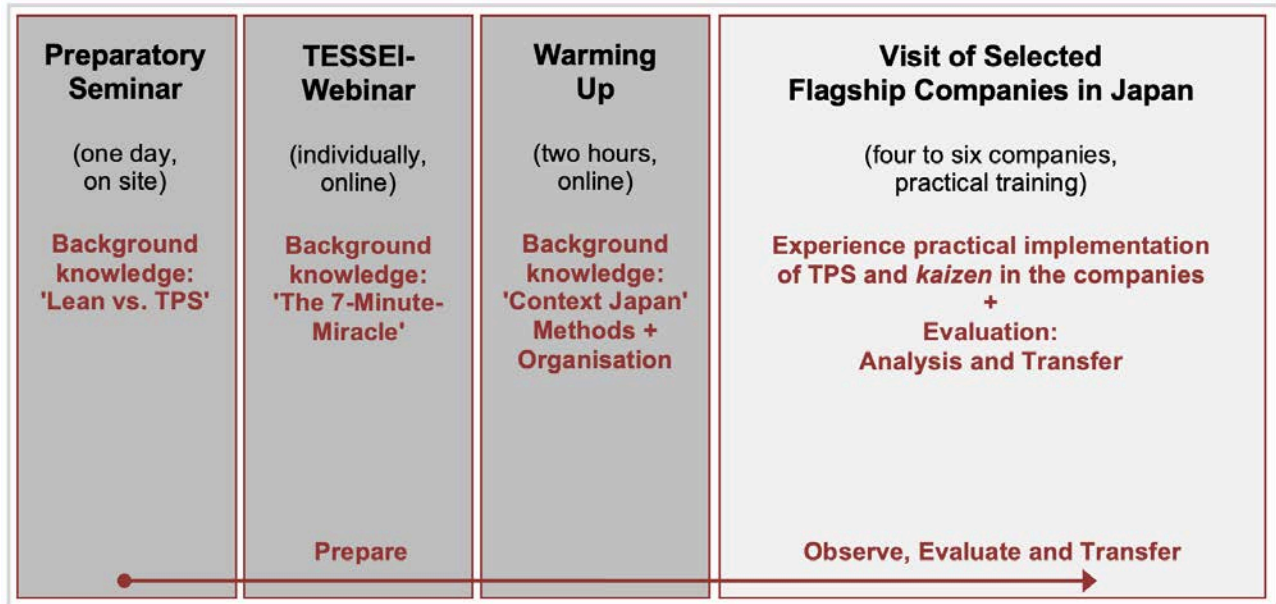 Preparatory
Seminar
(one day,
on site)
Background
knowledge:
'Lean vs. TPS'
TESSEI-
Webinar
(individually,
online)
Background
knowledge:
'The 7-Minute-
Miracle'
Warming
Up
(two hours,
online)
Background
knowledge:
'Context Japan'
Methods +
Organisation
Visit of Selected
Flagship Companies in Japan
(four to six companies,
practical training)
Experience practical implementation
of TPS and kaizen in the companies
+
Evaluation:
Analysis and Transfer
Prepare
Observe, Evaluate and Transfer